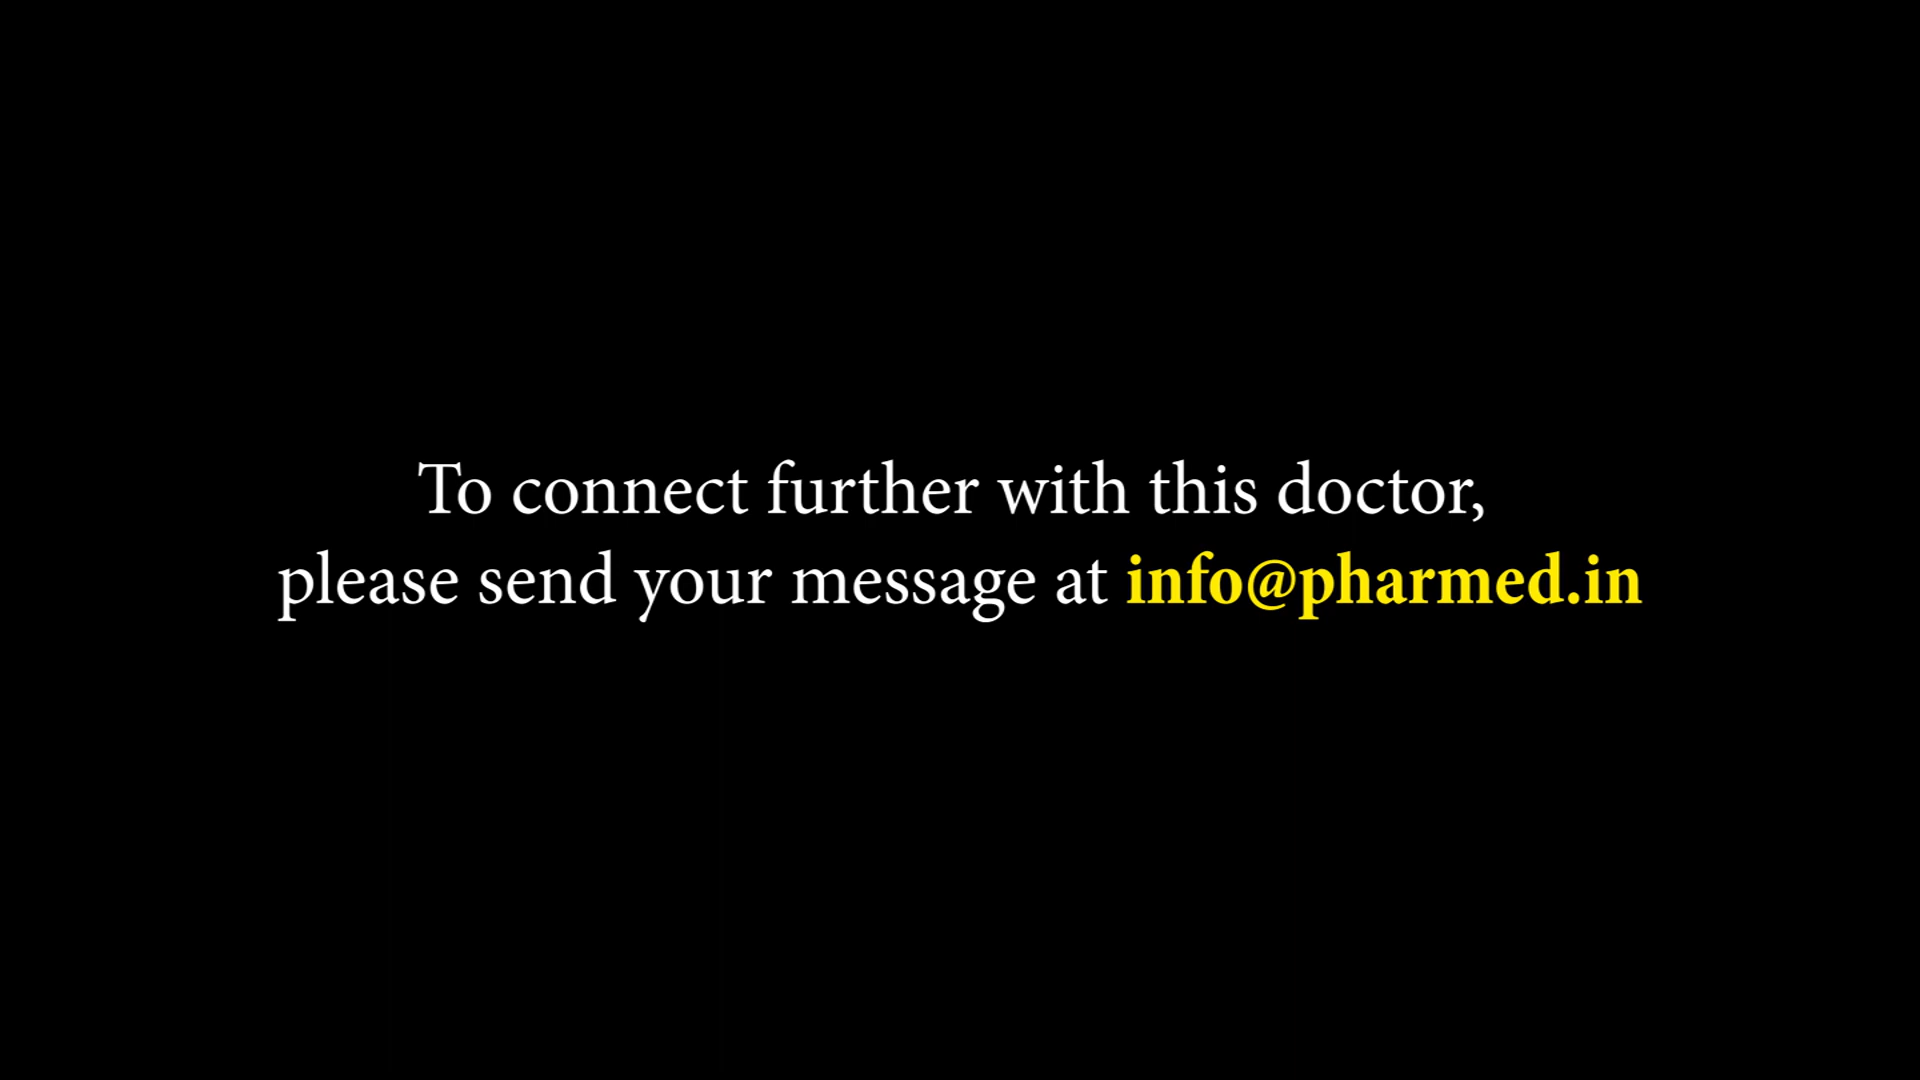 To connect further with this doctor,
please send your message at info@pharmed.in